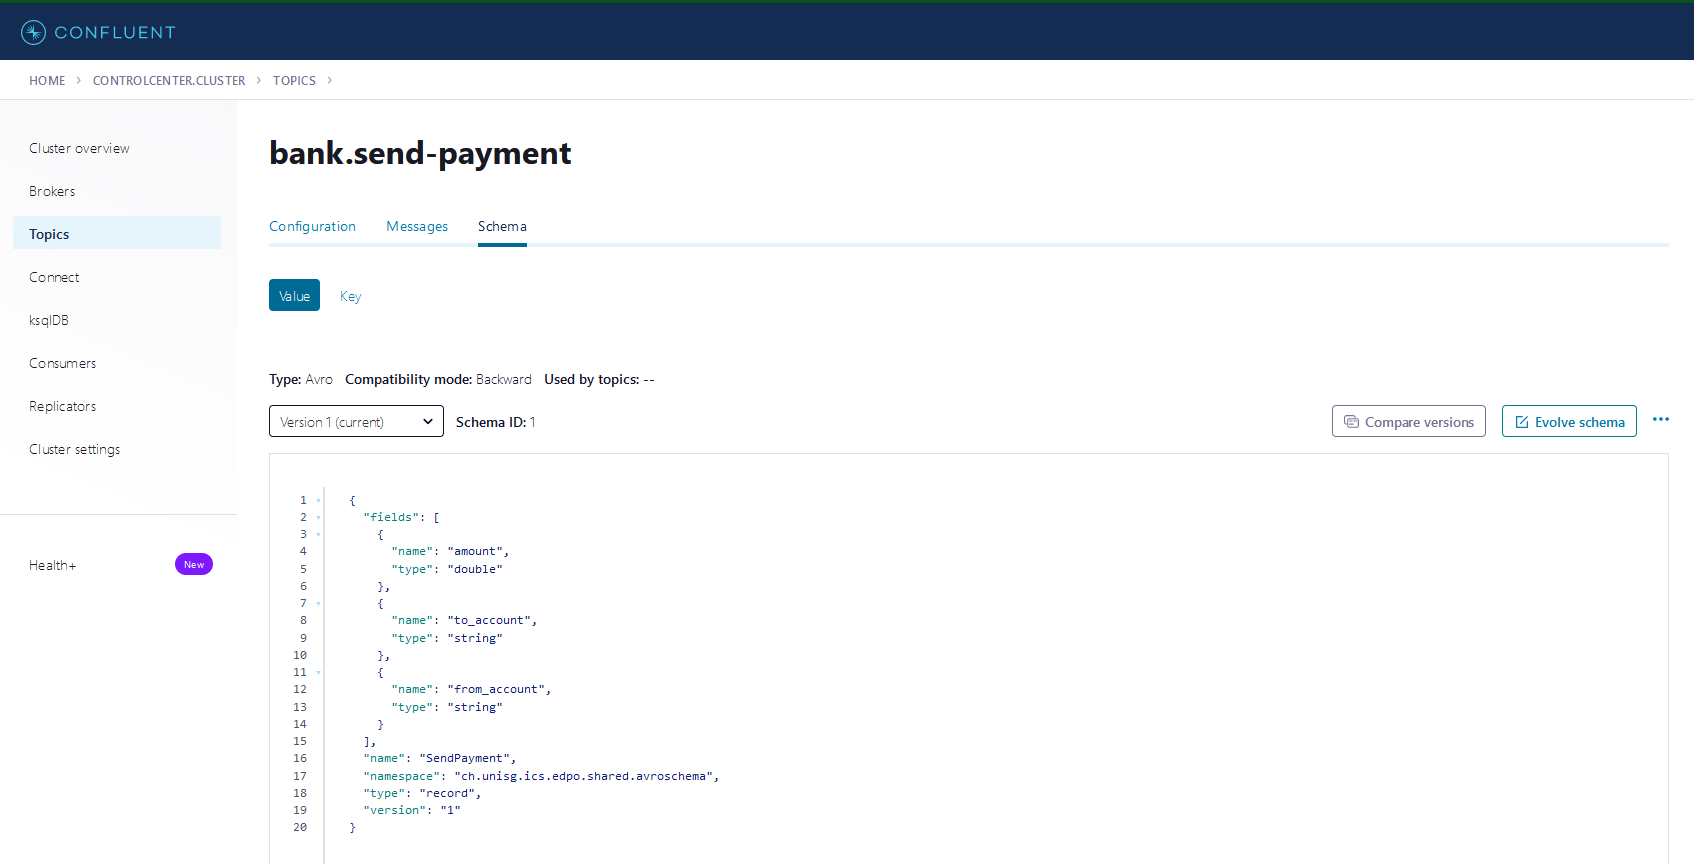 CONFLUENT
HOME > CONTROLCENTER.CLUSTER > TOPICS >
Cluster overview
Brokers
Topics
Connect
ksqlDB
Consumers
Replicators
Cluster settings
Health+ New
bank.send-payment
Configuration Messages Schema
Value Key
Type: Avro Compatibility mode: Backward Used by topics: --
Version 1 (current) Schema ID: 1 Compare versions Evolve schema ...
1 {
2 "fields": [
3 {
4 "name": "amount",
5 "type": "double"
6 },
7 {
8 "name": "to_account",
9 "type": "string"
10 },
11 {
12 "name": "from_account",
13 "type": "string"
14 }
15 ],
16 "name": "SendPayment",
17 "namespace": "ch.unisg.ics.edpo.shared.avroschema",
18 "type": "record",
19 "version": "1"
20 }